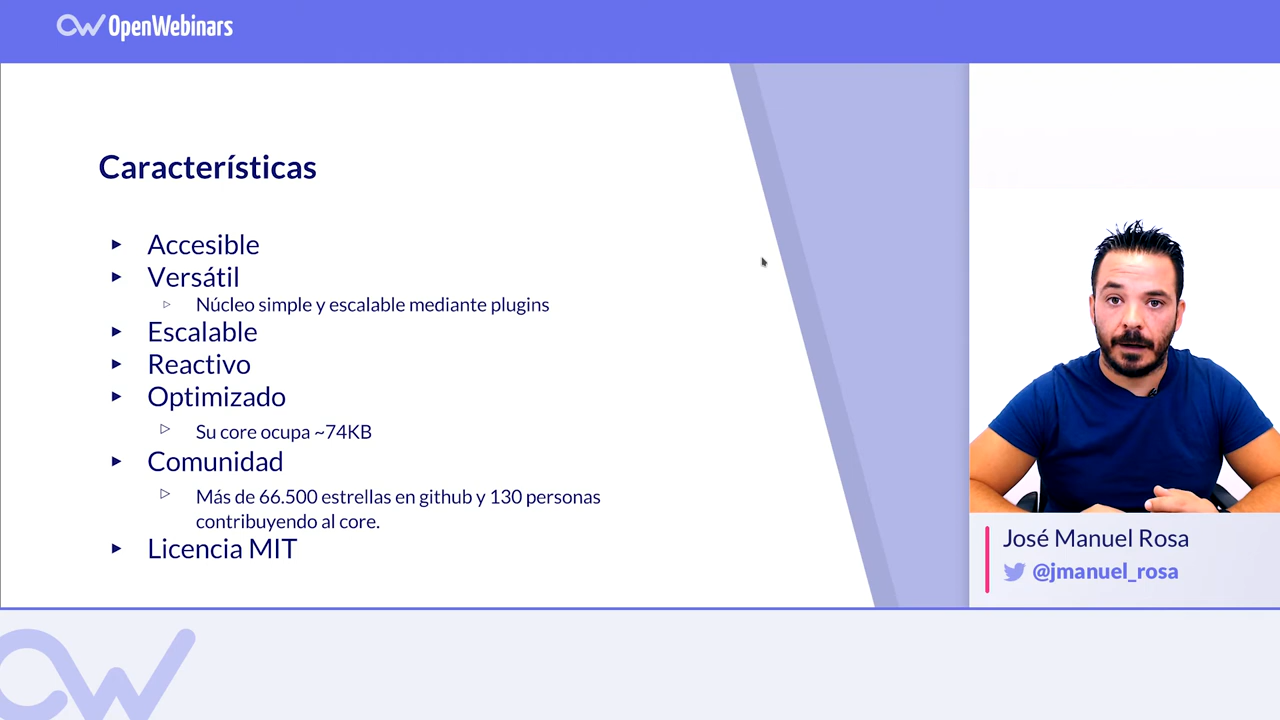 OpenWebinars
Características
Accesible
Versátil
Núcleo simple y escalable mediante plugins
Escalable
Reactivo
Optimizado
Su core ocupa ~74KB
Comunidad
Más de 66.500 estrellas en github y 130 personas
contribuyendo al core.
Licencia MIT
José Manuel Rosa
@jmanuel_rosa